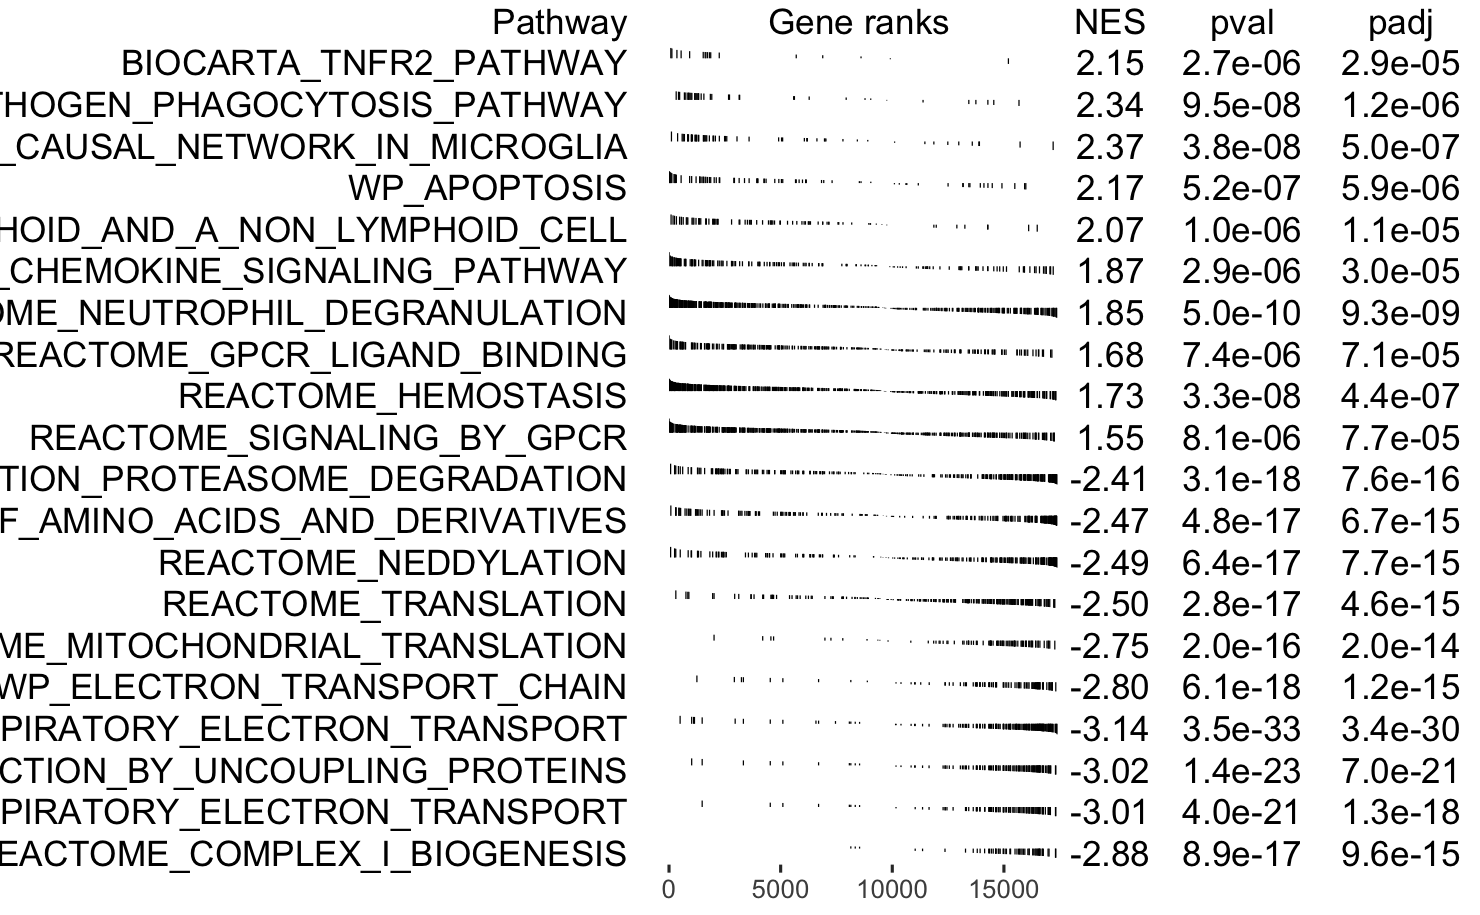 Pathway Gene ranks NES pval padj
BIOCARTA_TNFR2_PATHWAY 2.15 2.7e-06 2.9e-05
THOGEN_PHAGOCYTOSIS_PATHWAY 2.34 9.5e-08 1.2e-06
_CAUSAL_NETWORK_IN_MICROGLIA 2.37 3.8e-08 5.0e-07
WP_APOPTOSIS 2.17 5.2e-07 5.9e-06
HOID_AND_A_NON_LYMPHOID_CELL 2.07 1.0e-06 1.1e-05
_CHEMOKINE_SIGNALING_PATHWAY 1.87 2.9e-06 3.0e-05
OME_NEUTROPHIL_DEGRANULATION 1.85 5.0e-10 9.3e-09
REACTOME_GPCR_LIGAND_BINDING 1.68 7.4e-06 7.1e-05
REACTOME_HEMOSTASIS 1.73 3.3e-08 4.4e-07
REACTOME_SIGNALING_BY_GPCR 1.55 8.1e-06 7.7e-05
TION_PROTEASOME_DEGRADATION -2.41 3.1e-18 7.6e-16
F_AMINO_ACIDS_AND_DERIVATIVES -2.47 4.8e-17 6.7e-15
REACTOME_NEDDYLATION -2.49 6.4e-17 7.7e-15
REACTOME_TRANSLATION -2.50 2.8e-17 4.6e-15
ME_MITOCHONDRIAL_TRANSLATION -2.75 2.0e-16 2.0e-14
WP_ELECTRON_TRANSPORT_CHAIN -2.80 6.1e-18 1.2e-15
PIRATORY_ELECTRON_TRANSPORT -3.14 3.5e-33 3.4e-30
CTION_BY_UNCOUPLING_PROTEINS -3.02 1.4e-23 7.0e-21
PIRATORY_ELECTRON_TRANSPORT -3.01 4.0e-21 1.3e-18
EACTOME_COMPLEX_I_BIOGENESIS -2.88 8.9e-17 9.6e-15
0 5000 10000 15000